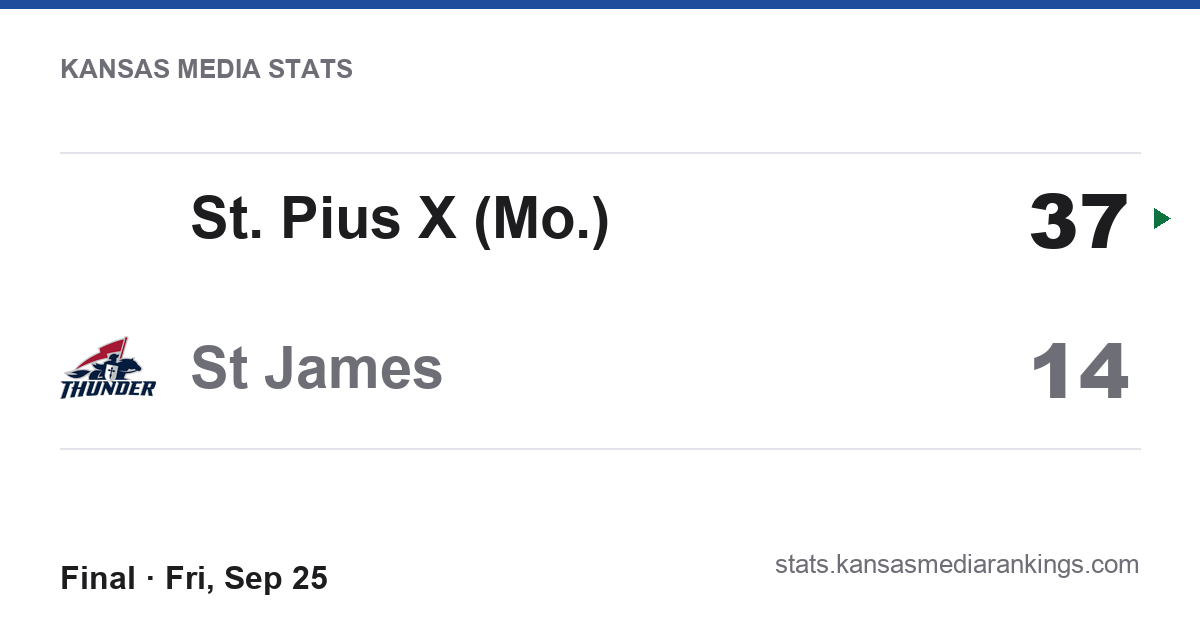 KANSAS MEDIA STATS
St. Pius X (Mo.) 37
THUNDER
St James 14
Final · Fri, Sep 25
stats.kansasmediarankings.com